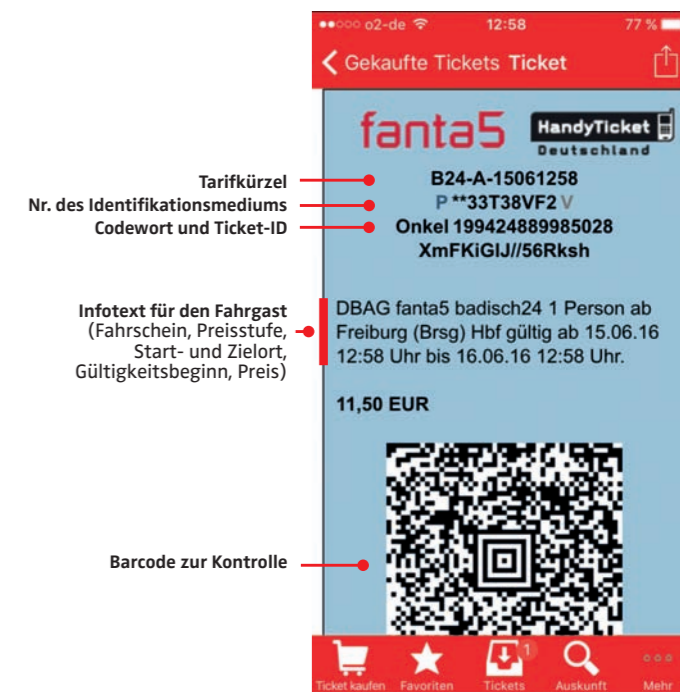 o2-de 12:58 77 %
Gekaufte Tickets Ticket
fanta5 HandyTicket
Deutschland
Tarifkürzel
B24-A-15061258
Nr. des Identifikationsmediums
P **33T38VF2 V
Codewort und Ticket-ID
Onkel 199424889985028
XmFKiGIJ//56Rksh
Infotext für den Fahrgast
(Fahrschein, Preisstufe,
Start- und Zielort,
Gültigkeitsbeginn, Preis)
DBAG fanta5 badisch24 1 Person ab
Freiburg (Brsg) Hbf gültig ab 15.06.16
12:58 Uhr bis 16.06.16 12:58 Uhr.
11,50 EUR
Barcode zur Kontrolle
1
Ticket kaufen Favoriten Tickets Auskunft Mehr